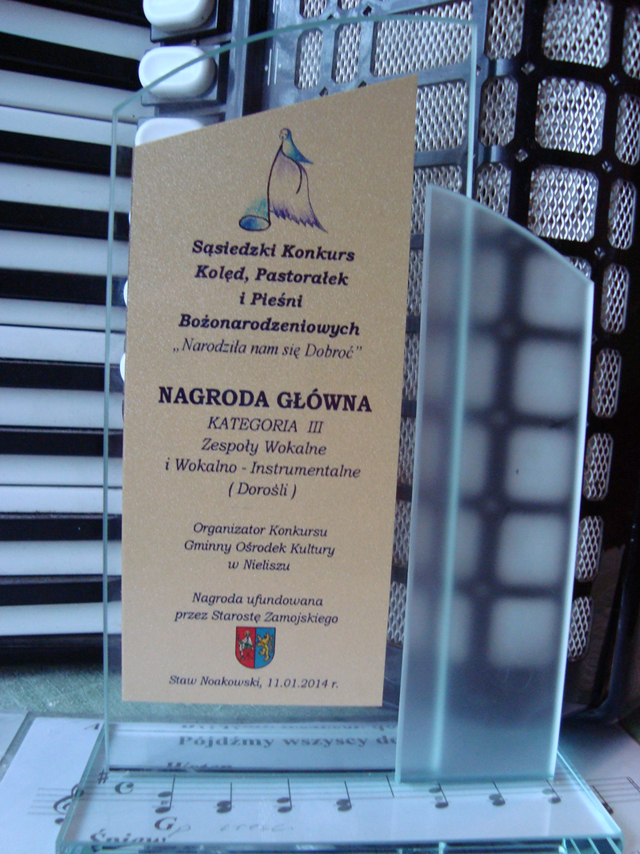 Sąsiedzki Konkurs
Kolęd, Pastorałek
i Pieśni
Bożonarodzeniowych
„Narodziła nam się Dobroć"
NAGRODA GŁÓWNA
KATEGORIA III
Zespoły Wokalne
i Wokalno - Instrumentalne
( Dorośli )
Organizator Konkursu
Gminny Ośrodek Kultury
w Nieliszu
Nagroda ufundowana
przez Starostę Zamojskiego
Staw Noakowski, 11.01.2014 r.
Pójdźmy wszyscy do